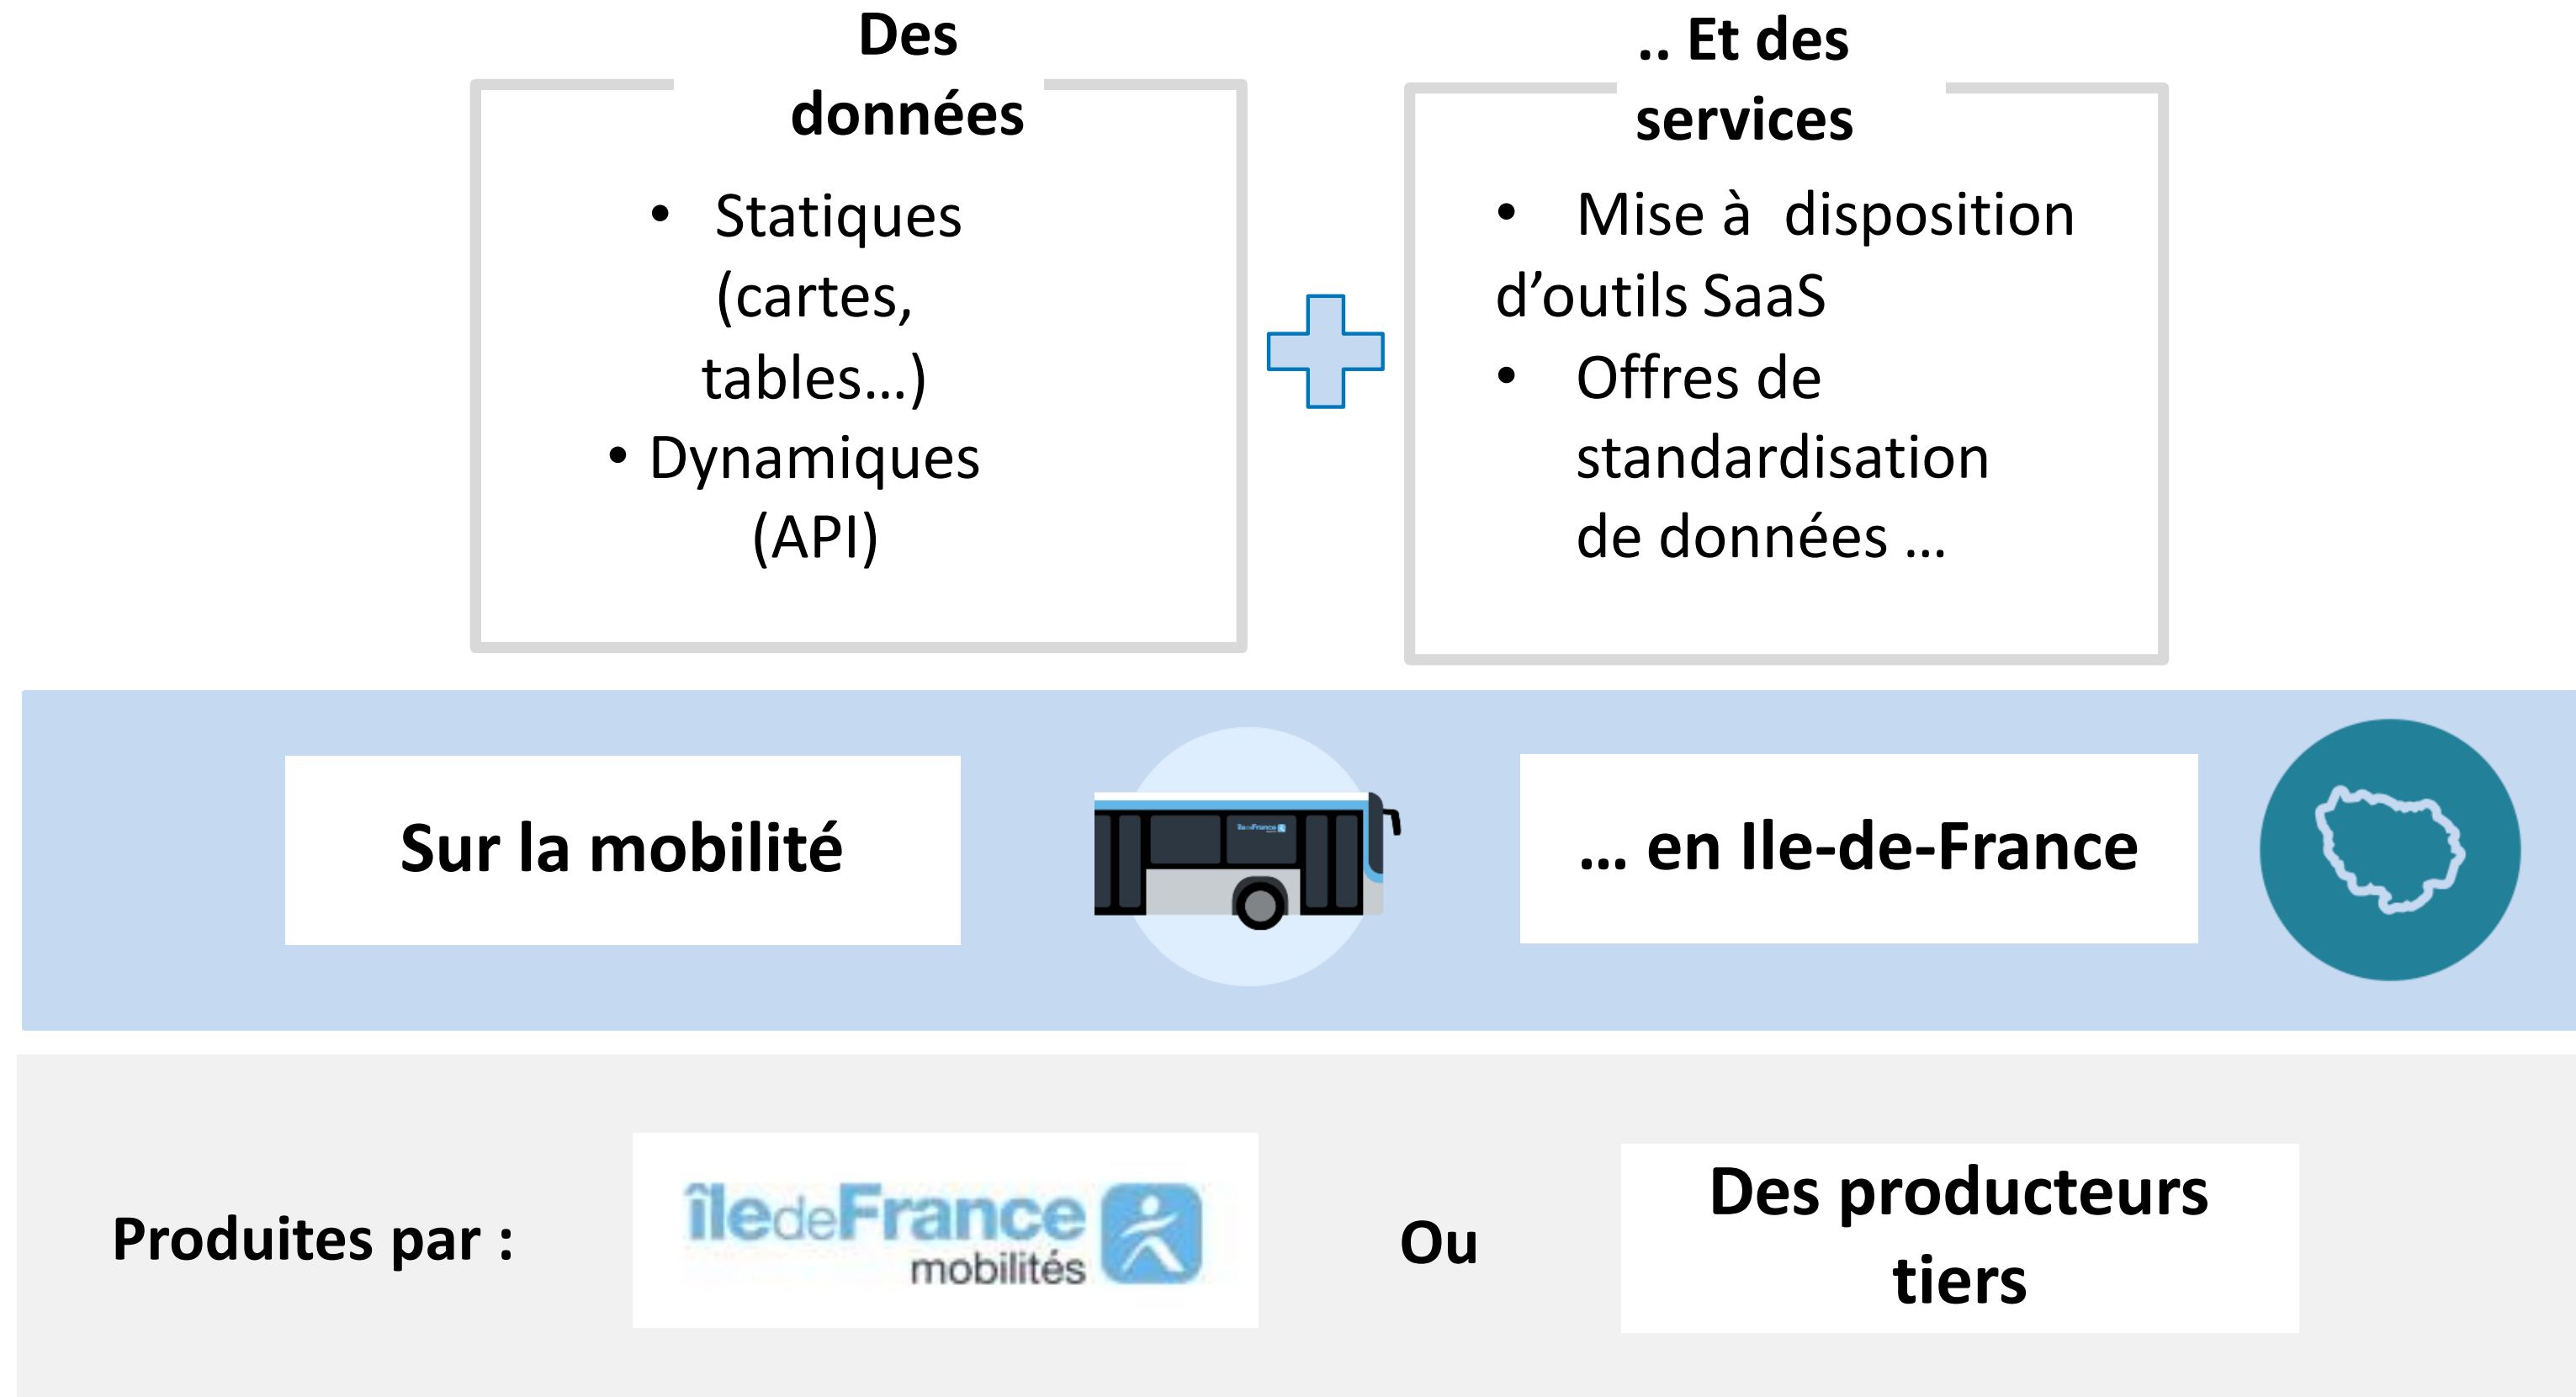 Des
données
• Statiques
(cartes,
tables...)
• Dynamiques
(API)
.. Et des
services
• Mise à disposition
d’outils SaaS
• Offres de
standardisation
de données ...
Sur la mobilité
îledeFrance
... en Ile-de-France
Produites par :
îledeFrance
mobilités
Ou
Des producteurs
tiers